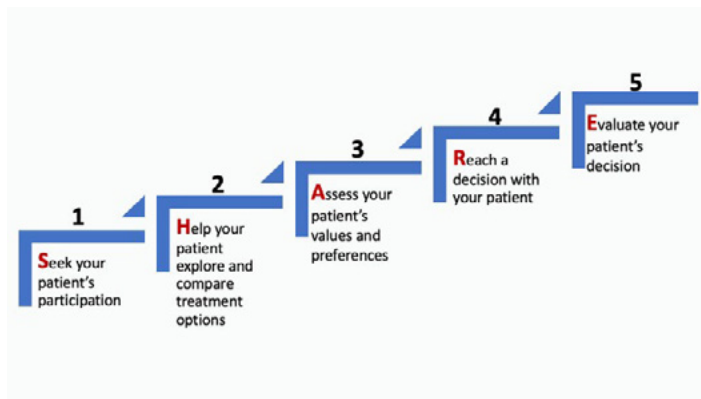 1
Seek your
patient's
participation
2
Help your
patient
explore and
compare
treatment
options
3
Assess your
patient's
values and
preferences
4
Reach a
decision with
your patient
5
Evaluate your
patient's
decision